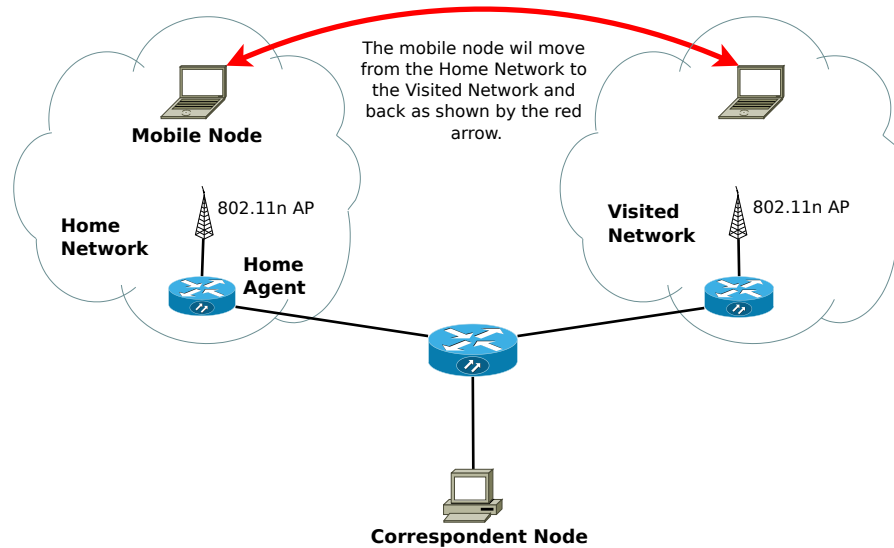 The mobile node wil move
from the Home Network to
the Visited Network and
back as shown by the red
arrow.
Mobile Node
802.11n AP
Home
Network
Home
Agent
Visited
Network
802.11n AP
Correspondent Node